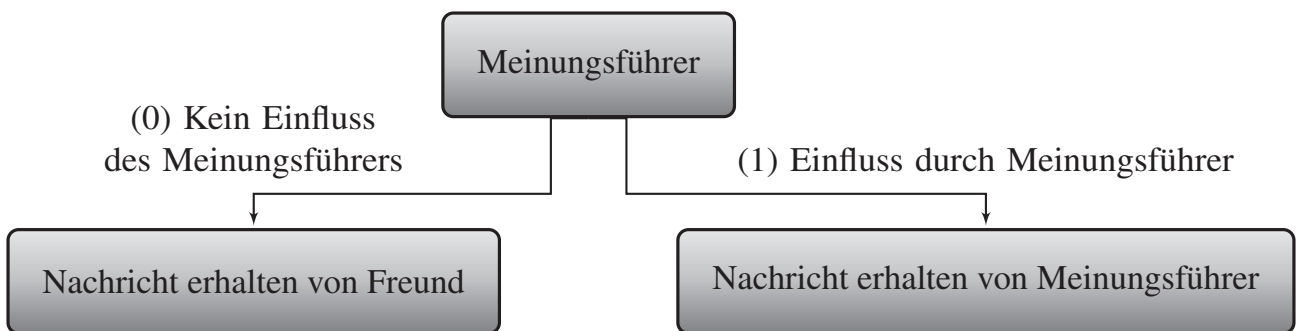 Meinungsführer
(0) Kein Einfluss
des Meinungsführers
(1) Einfluss durch Meinungsführer
Nachricht erhalten von Freund
Nachricht erhalten von Meinungsführer